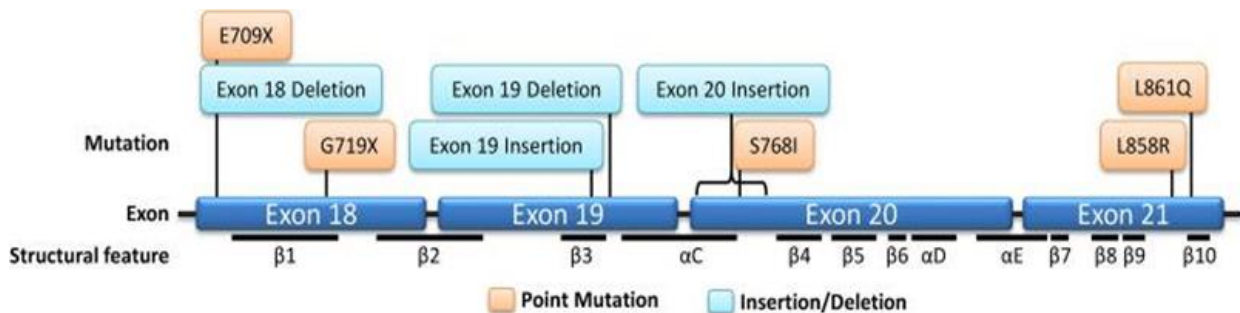 E709X
Exon 18 Deletion
Exon 19 Deletion
Exon 20 Insertion
L861Q
Mutation
G719X
Exon 19 Insertion
S768I
L858R
Exon
Exon 18
Exon 19
Exon 20
Exon 21
Structural feature
β1
β2
β3
αC
β4
β5
β6
αD
αE
β7
β8
β9
β10
Point Mutation
Insertion/Deletion